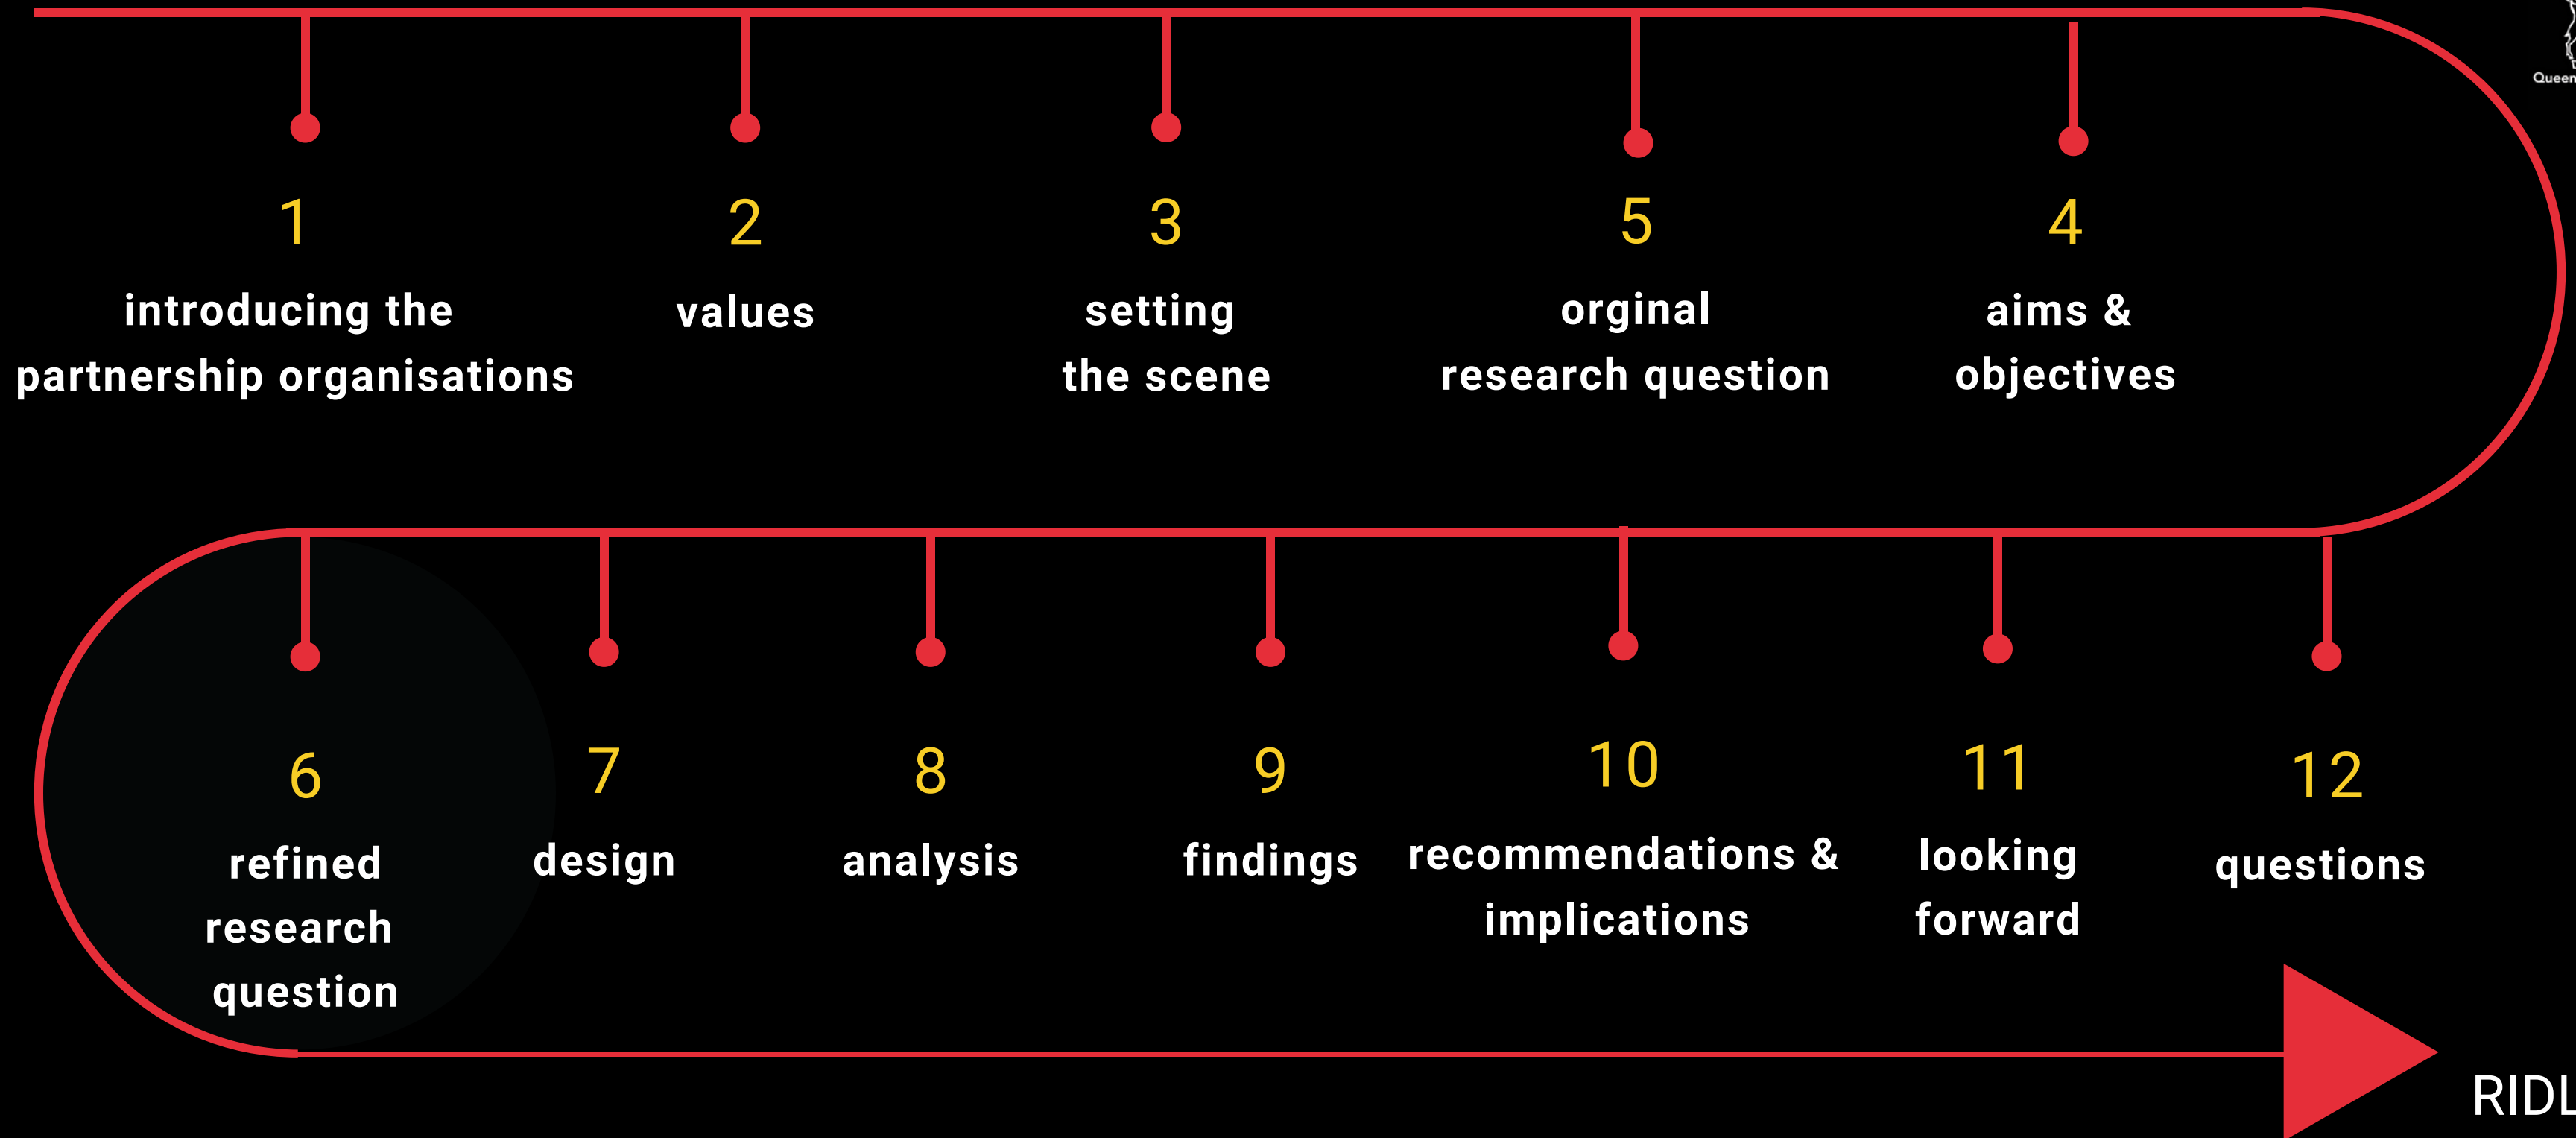 1
introducing the
partnership organisations
2
values
3
setting
the scene
5
orginal
research question
4
aims &
objectives
6
refined
research
question
7
design
8
analysis
9
findings
10
recommendations &
implications
11
looking
forward
12
questions